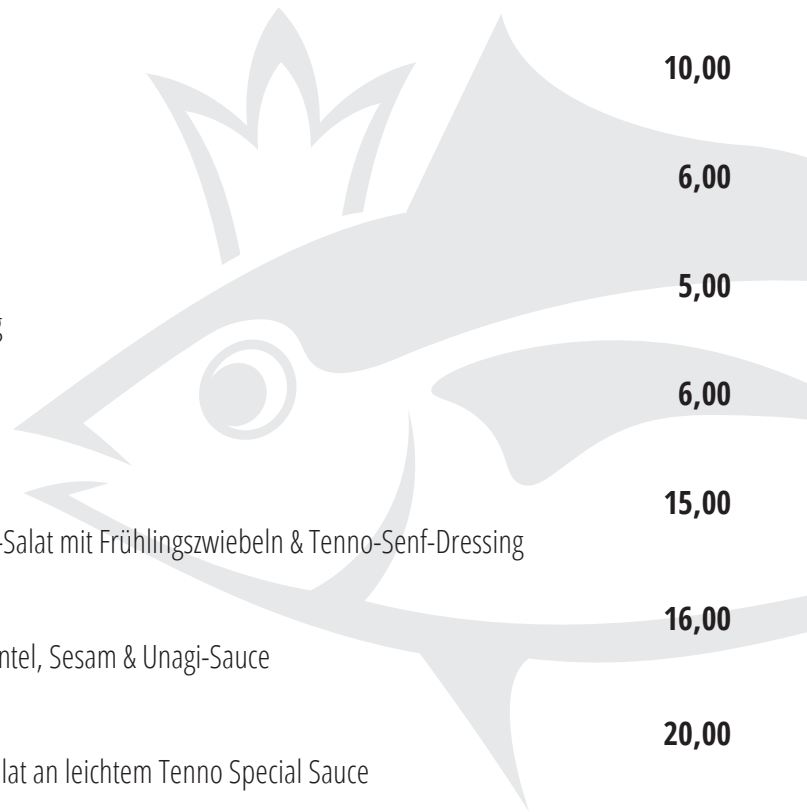 10,00
6,00
5,00
g
6,00
15,00
-Salat mit Frühlingszwiebeln & Tenno-Senf-Dressing
16,00
ntel, Sesam & Unagi-Sauce
20,00
lat an leichtem Tenno Special Sauce